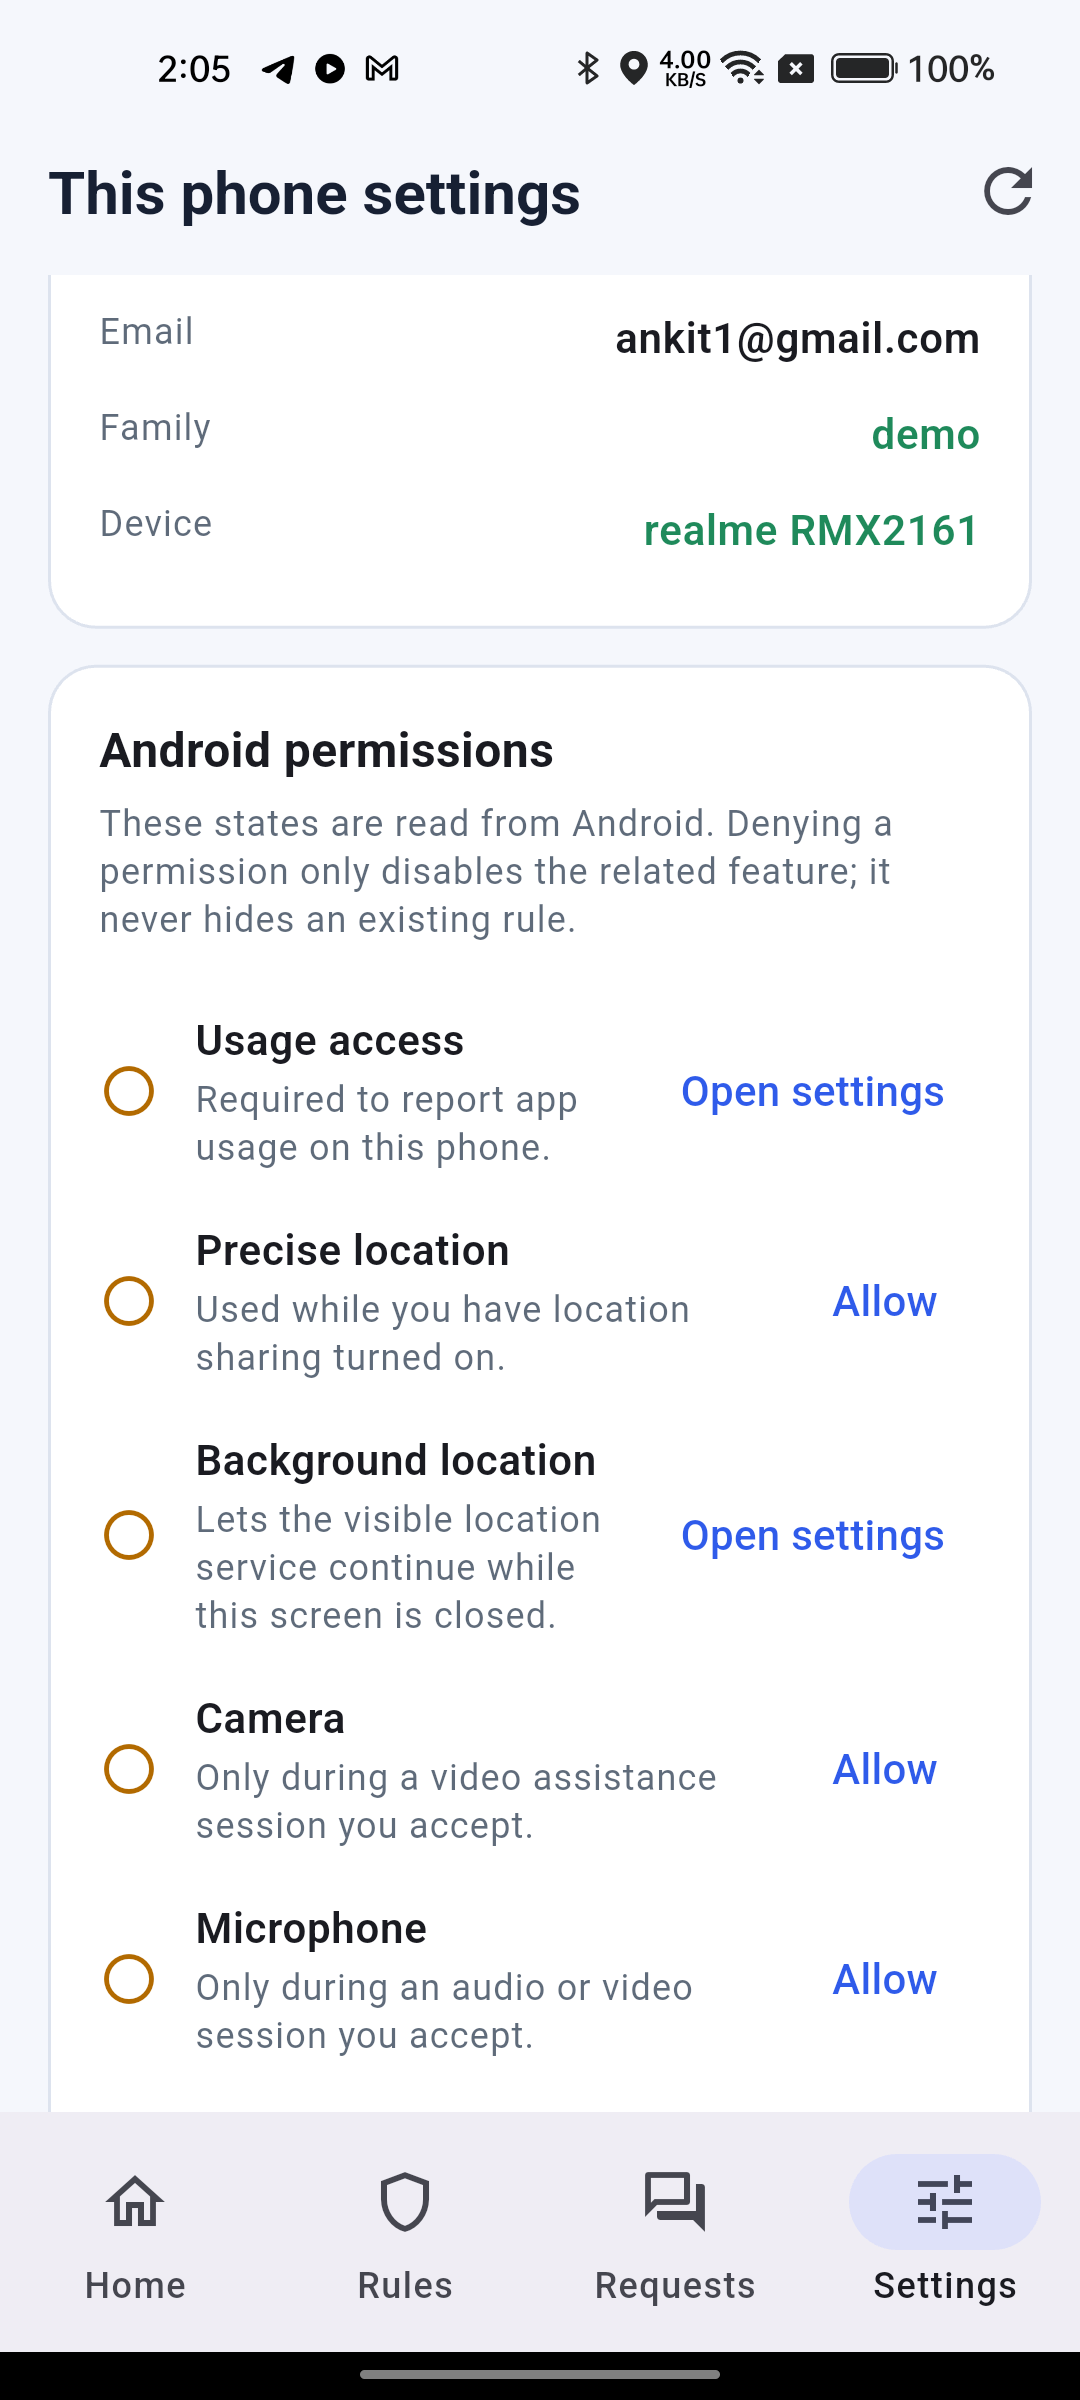 2:05
4.00
KB/S
100%
This phone settings
Email
ankit1@gmail.com
Family
demo
Device
realme RMX2161
Android permissions
These states are read from Android. Denying a
permission only disables the related feature; it
never hides an existing rule.
Usage access
Required to report app
usage on this phone.
Open settings
Precise location
Used while you have location
sharing turned on.
Allow
Background location
Lets the visible location
service continue while
this screen is closed.
Open settings
Camera
Only during a video assistance
session you accept.
Allow
Microphone
Only during an audio or video
session you accept.
Allow
Home
Rules
Requests
Settings